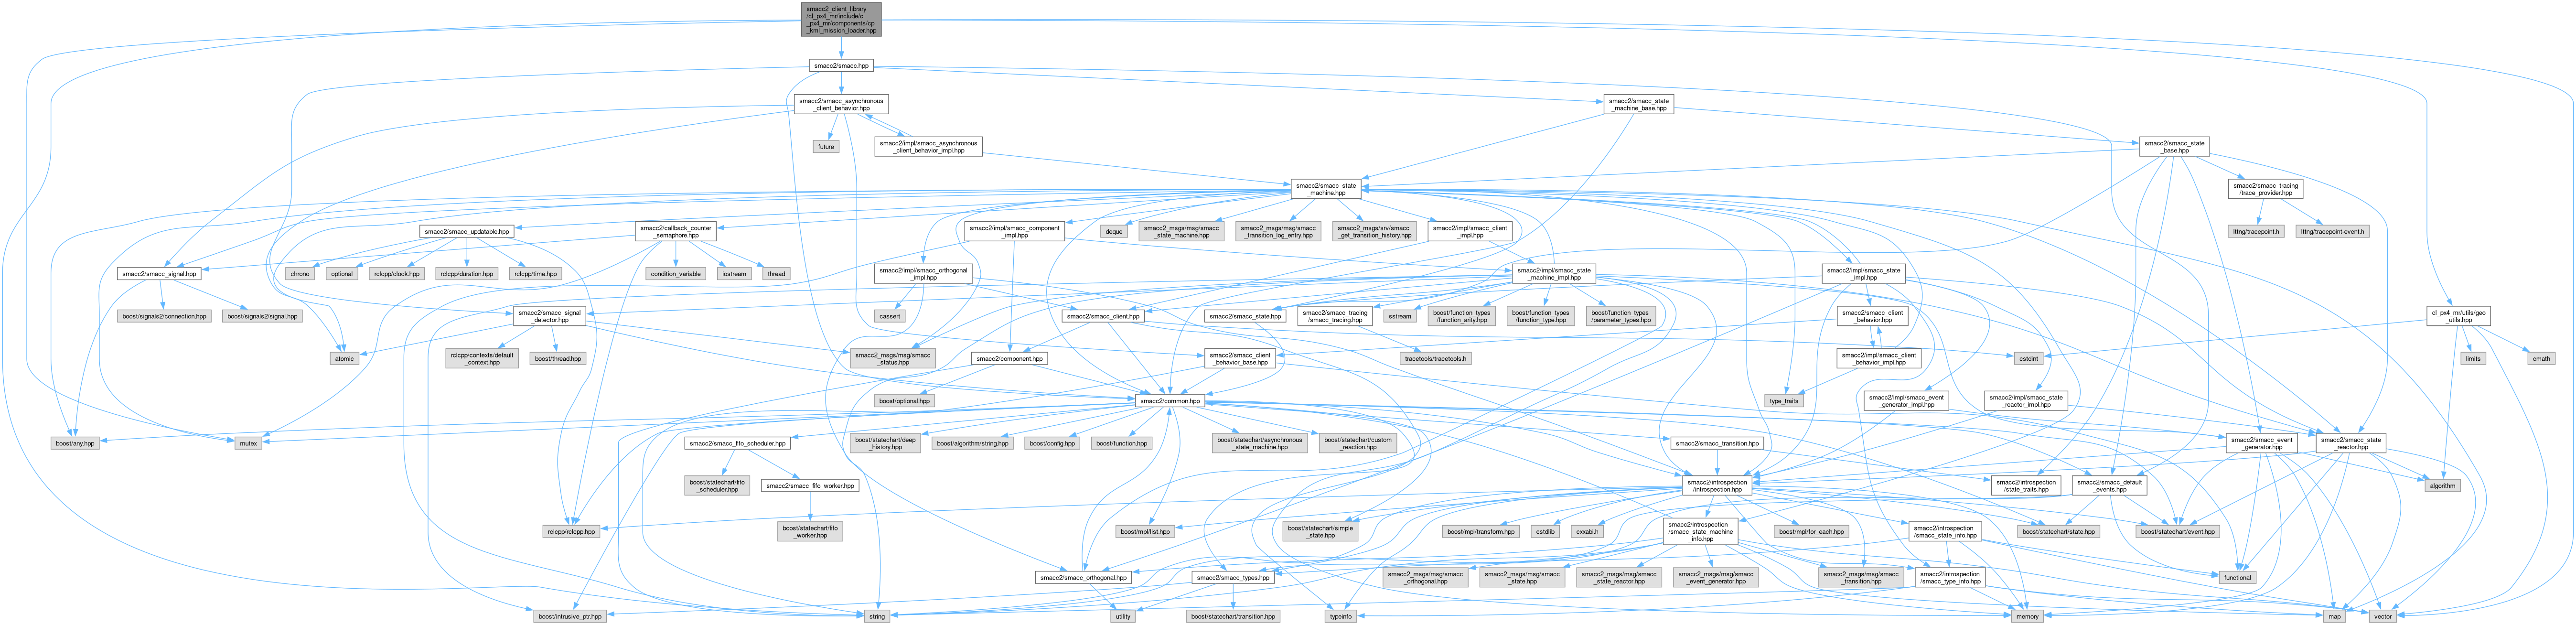 smacc2_client_library
/cl_px4_mr/include/cl
_px4_mr/components/cp
_kml_mission_loader.hpp
smacc2/smacc.hpp
smacc2/smacc_asynchronous
_client_behavior.hpp
smacc2/smacc_state
_machine_base.hpp
future
smacc2/impl/smacc_asynchronous
_client_behavior_impl.hpp
smacc2/smacc_state
_base.hpp
smacc2/smacc_state
_machine.hpp
smacc2/smacc_tracing
/trace_provider.hpp
smacc2/smacc_updatable.hpp
smacc2/callback_counter
_semaphore.hpp
smacc2/impl/smacc_component
_impl.hpp
deque
smacc2_msgs/msg/smacc
_state_machine.hpp
smacc2_msgs/msg/smacc
_transition_log_entry.hpp
smacc2_msgs/srv/smacc
_get_transition_history.hpp
smacc2/impl/smacc_client
_impl.hpp
lttng/tracepoint.h
lttng/tracepoint-event.h
smacc2/smacc_signal.hpp
chrono
optional
rclcpp/clock.hpp
rclcpp/duration.hpp
rclcpp/time.hpp
condition_variable
iostream
thread
smacc2/impl/smacc_orthogonal
_impl.hpp
smacc2/impl/smacc_state
_machine_impl.hpp
smacc2/impl/smacc_state
_impl.hpp
boost/signals2/connection.hpp
boost/signals2/signal.hpp
smacc2/smacc_signal
_detector.hpp
cassert
smacc2/smacc_client.hpp
smacc2/smacc_state.hpp
smacc2/smacc_tracing
/smacc_tracing.hpp
sstream
boost/function_types
/function_arity.hpp
boost/function_types
/function_type.hpp
boost/function_types
/parameter_types.hpp
smacc2/smacc_client
_behavior.hpp
cl_px4_mr/utils/geo
_utils.hpp
atomic
rclcpp/contexts/default
_context.hpp
boost/thread.hpp
smacc2_msgs/msg/smacc
_status.hpp
smacc2/component.hpp
smacc2/smacc_client
_behavior_base.hpp
tracetools/tracetools.h
smacc2/impl/smacc_client
_behavior_impl.hpp
cstdint
limits
cmath
boost/optional.hpp
smacc2/common.hpp
type_traits
smacc2/impl/smacc_event
_generator_impl.hpp
smacc2/impl/smacc_state
_reactor_impl.hpp
boost/any.hpp
mutex
smacc2/smacc_fifo_scheduler.hpp
boost/statechart/deep
_history.hpp
boost/algorithm/string.hpp
boost/config.hpp
boost/function.hpp
boost/statechart/asynchronous
_state_machine.hpp
boost/statechart/custom
_reaction.hpp
smacc2/smacc_transition.hpp
smacc2/smacc_event
_generator.hpp
smacc2/smacc_state
_reactor.hpp
boost/statechart/fifo
_scheduler.hpp
smacc2/smacc_fifo_worker.hpp
smacc2/introspection
/introspection.hpp
smacc2/introspection
/state_traits.hpp
smacc2/smacc_default
_events.hpp
algorithm
rclcpp/rclcpp.hpp
boost/statechart/fifo
_worker.hpp
boost/mpl/list.hpp
boost/statechart/simple
_state.hpp
boost/mpl/transform.hpp
cstdlib
cxxabi.h
smacc2/introspection
/smacc_state_machine
_info.hpp
boost/mpl/for_each.hpp
smacc2/introspection
/smacc_state_info.hpp
boost/statechart/state.hpp
boost/statechart/event.hpp
smacc2/smacc_orthogonal.hpp
smacc2/smacc_types.hpp
smacc2_msgs/msg/smacc
_orthogonal.hpp
smacc2_msgs/msg/smacc
_state.hpp
smacc2_msgs/msg/smacc
_state_reactor.hpp
smacc2_msgs/msg/smacc
_event_generator.hpp
smacc2_msgs/msg/smacc
_transition.hpp
smacc2/introspection
/smacc_type_info.hpp
functional
boost/intrusive_ptr.hpp
string
utility
boost/statechart/transition.hpp
typeinfo
memory
map
vector